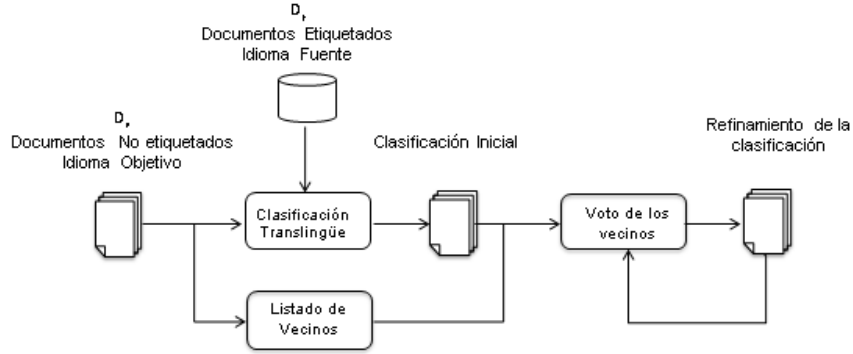 D,
Documentos Etiquetados
Idioma Fuente
D,
Documentos No etiquetados
Idioma Objetivo
Clasificación Inicial
Refinamiento de la
clasificación
Clasificación
Translingüe
Voto de los
vecinos
Listado de
Vecinos